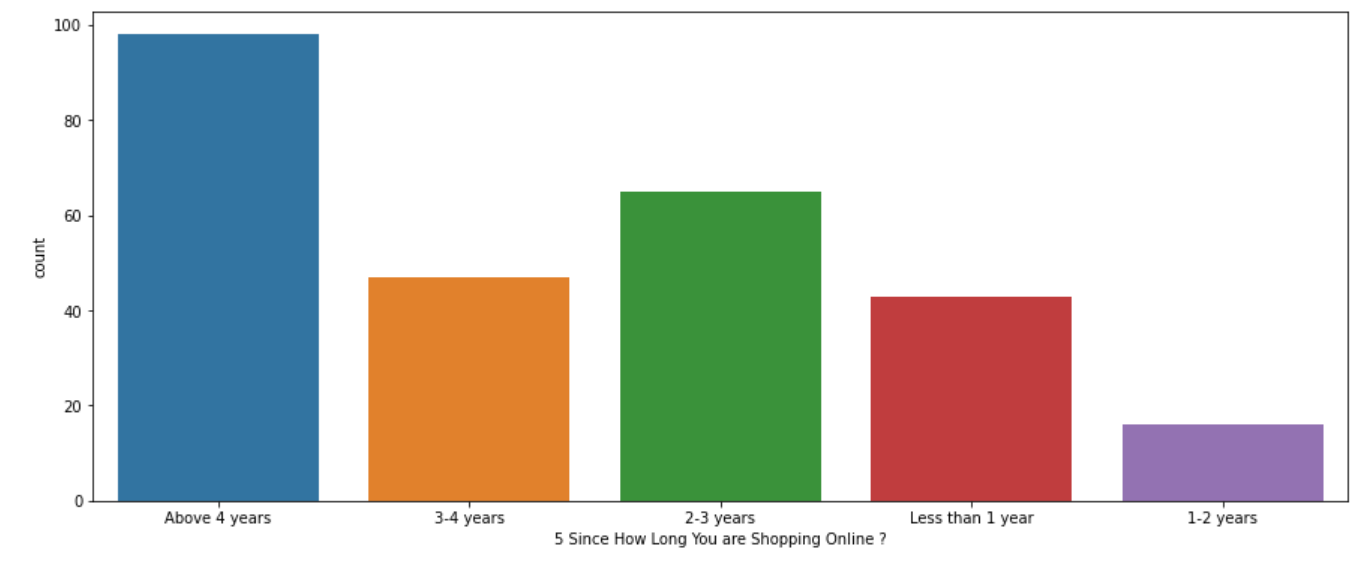 100
80
60
40
20
0
count
Above 4 years
3-4 years
2-3 years
Less than 1 year
1-2 years
5 Since How Long You are Shopping Online ?